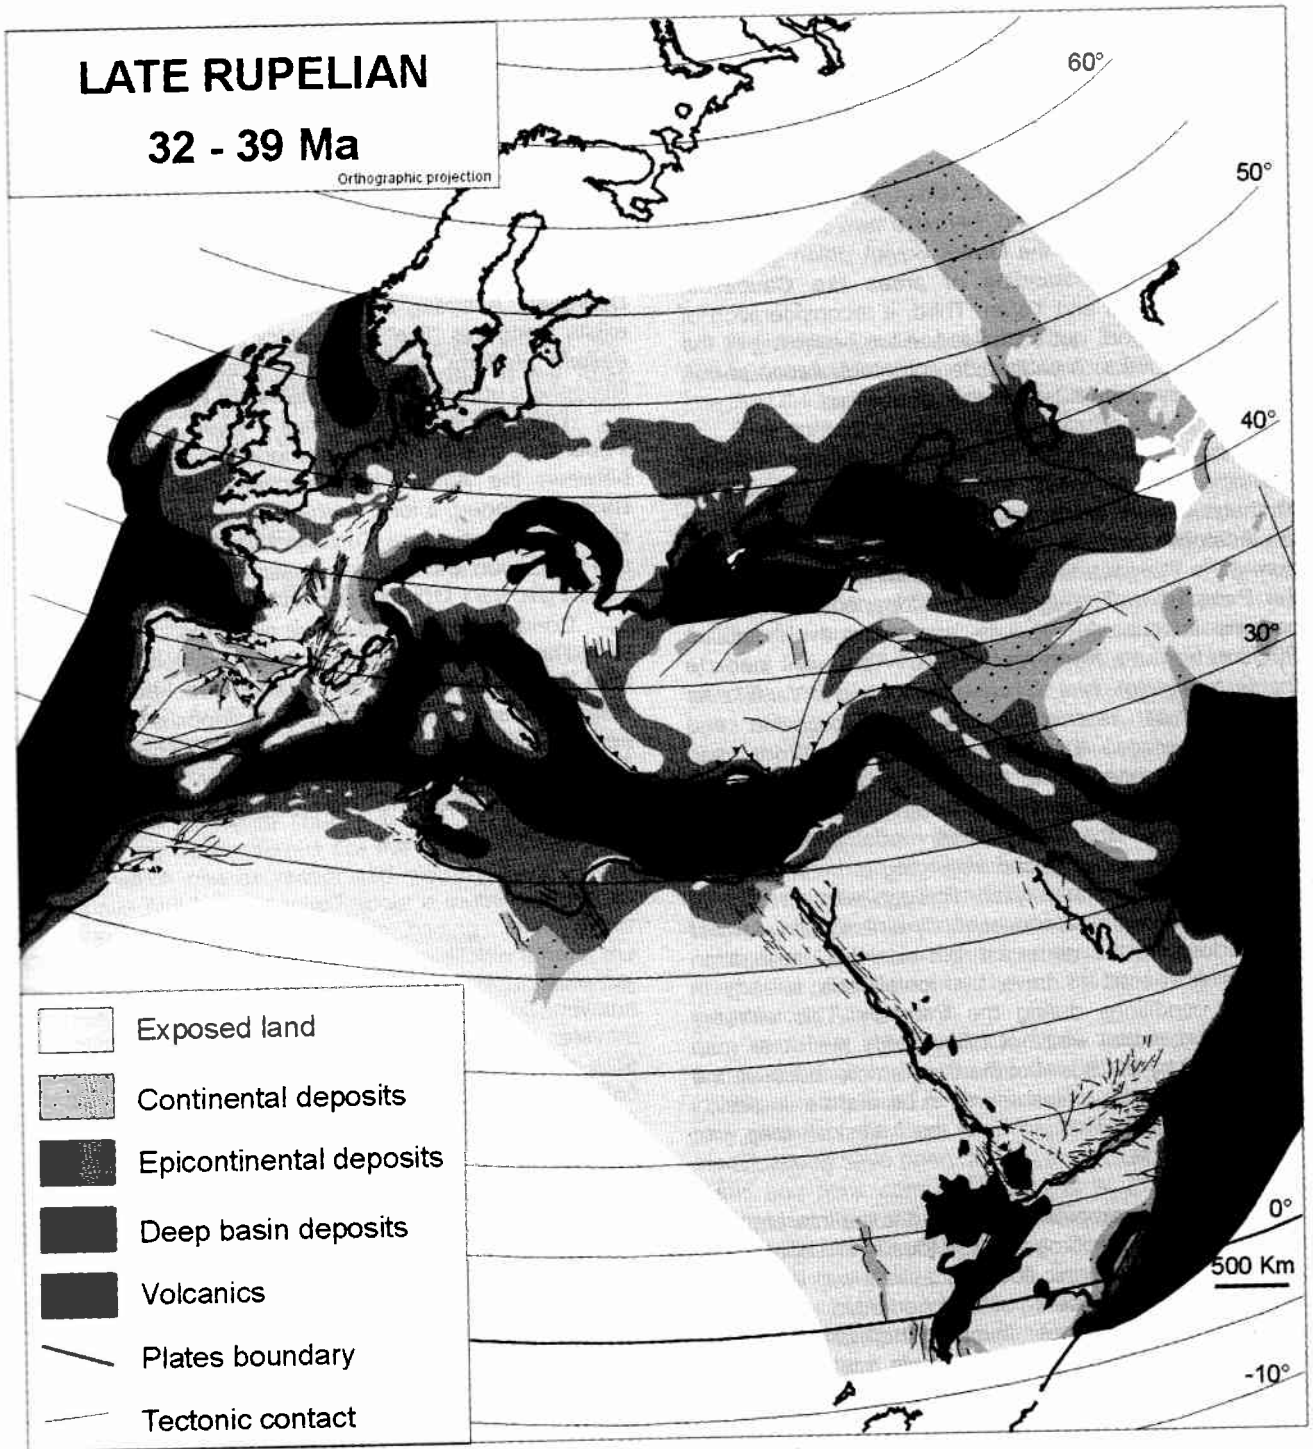 LATE RUPELIAN
32 - 39 Ma
Orthographic projection
60°
50°
40°
30°
0°
500 Km
-10°
Exposed land
Continental deposits
Epicontinental deposits
Deep basin deposits
Volcanics
Plates boundary
Tectonic contact